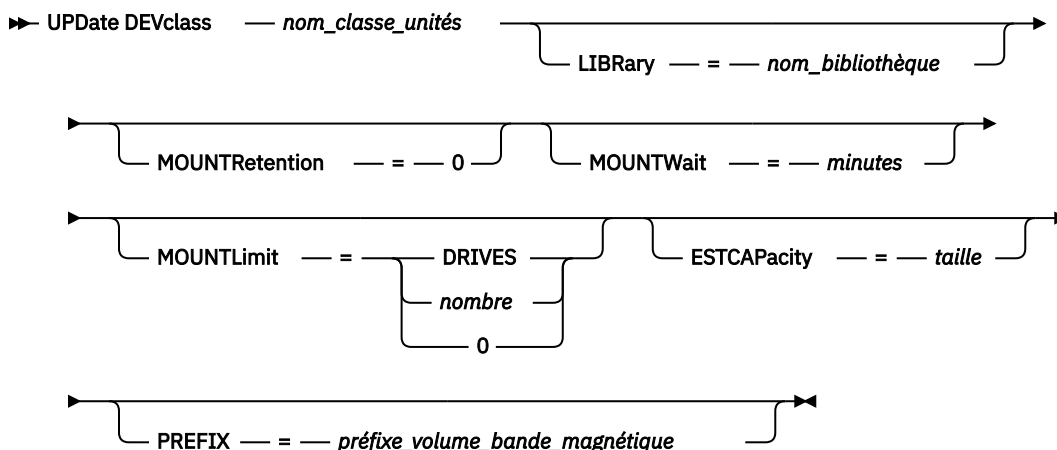 UPDate DEVclass nom_classe_unités
LIBRary = nom_bibliothèque
MOUNTRetention = 0 MOUNTWait = minutes
MOUNTLimit = DRIVES ESTCAPacity = taille
nombre
0
PREFIX = préfixe_volume_bande_magnétique